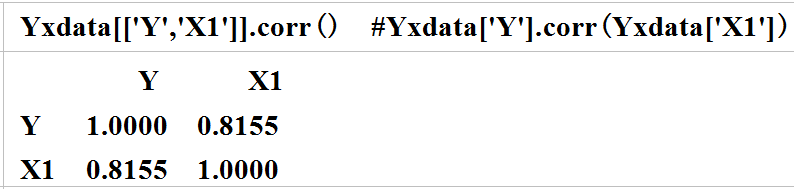 Yxdata[['Y','X1']].corr() #Yxdata['Y'].corr(Yxdata['X1'])
Y X1
Y 1.0000 0.8155
X1 0.8155 1.0000